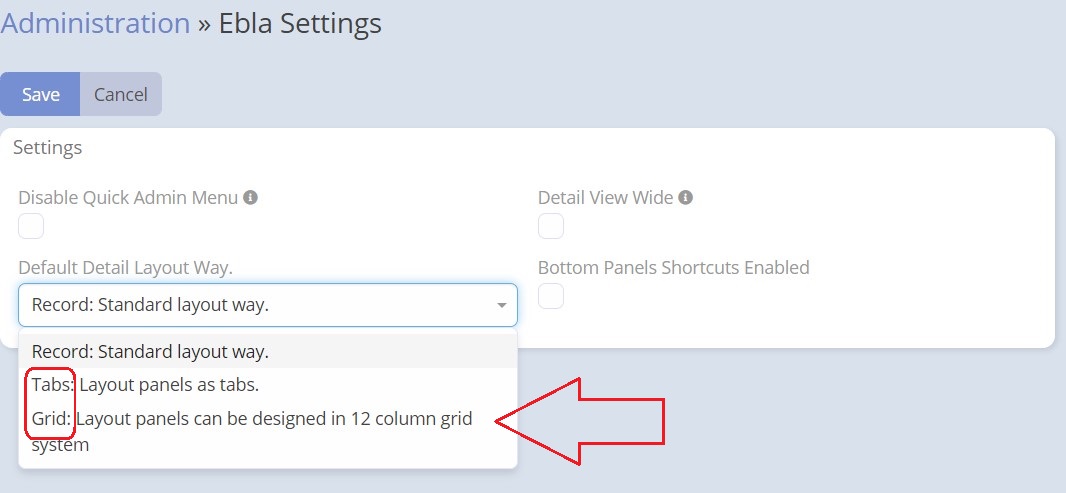 Administration » Ebla Settings
Save Cancel
Settings
Disable Quick Admin Menu
Detail View Wide
Default Detail Layout Way.
Bottom Panels Shortcuts Enabled
Record: Standard layout way.
Record: Standard layout way.
Tabs: Layout panels as tabs.
Grid: Layout panels can be designed in 12 column grid
system